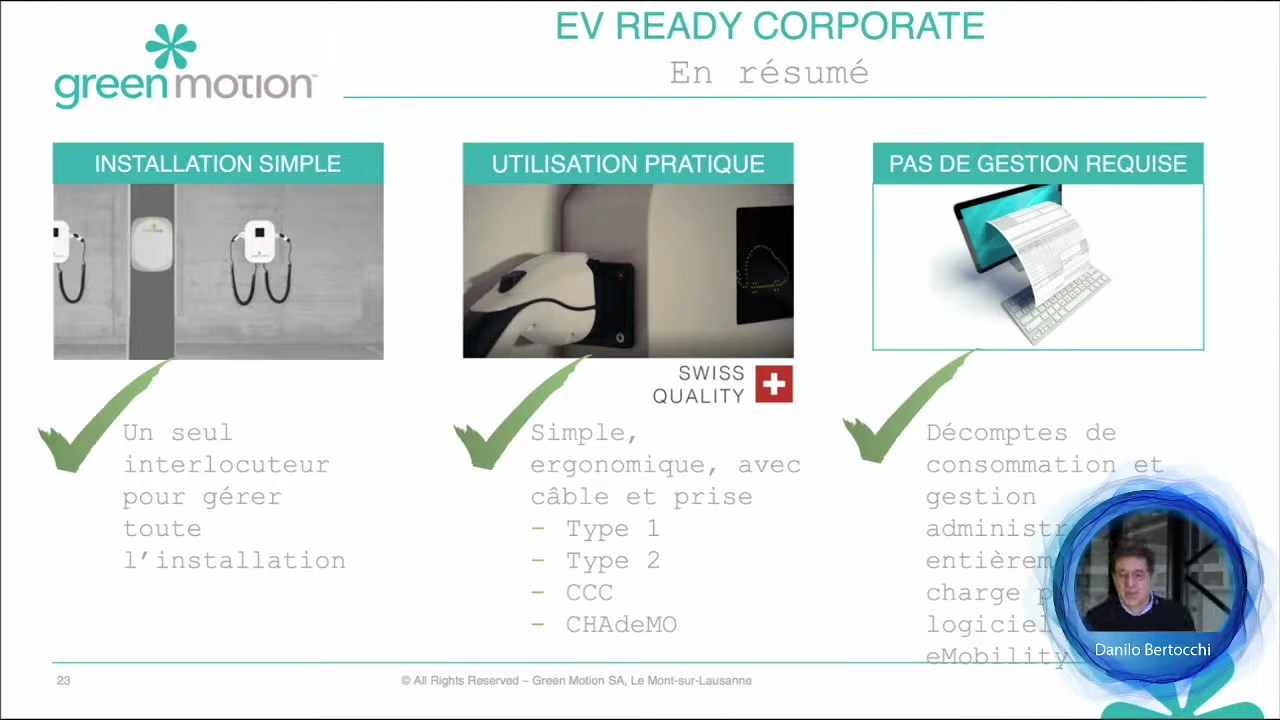 EV READY CORPORATE
En résumé
green motion™
INSTALLATION SIMPLE
Un seul
interlocuteur
pour gérer
toute
l’installation
UTILISATION PRATIQUE
SWISS
QUALITY
Simple,
ergonomique, avec
câble et prise
- Type 1
- Type 2
- CCC
- CHAdeMO
PAS DE GESTION REQUISE
Décomptes de
consommation et
gestion
charge
logiciel
eMobility
Danilo Bertocchi
23
© All Rights Reserved – Green Motion SA, Le Mont-sur-Lausanne